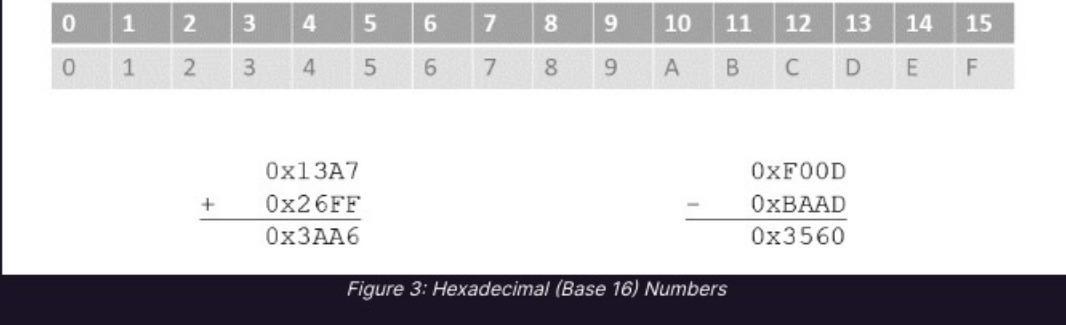 0 1 2 3 4 5 6 7 8 9 10 11 12 13 14 15
0 1 2 3 4 5 6 7 8 9 A B C D E F
0x13A7 0xF00D
+ 0x26FF - 0xBAAD
0x3AA6 0x3560
Figure 3: Hexadecimal (Base 16) Numbers